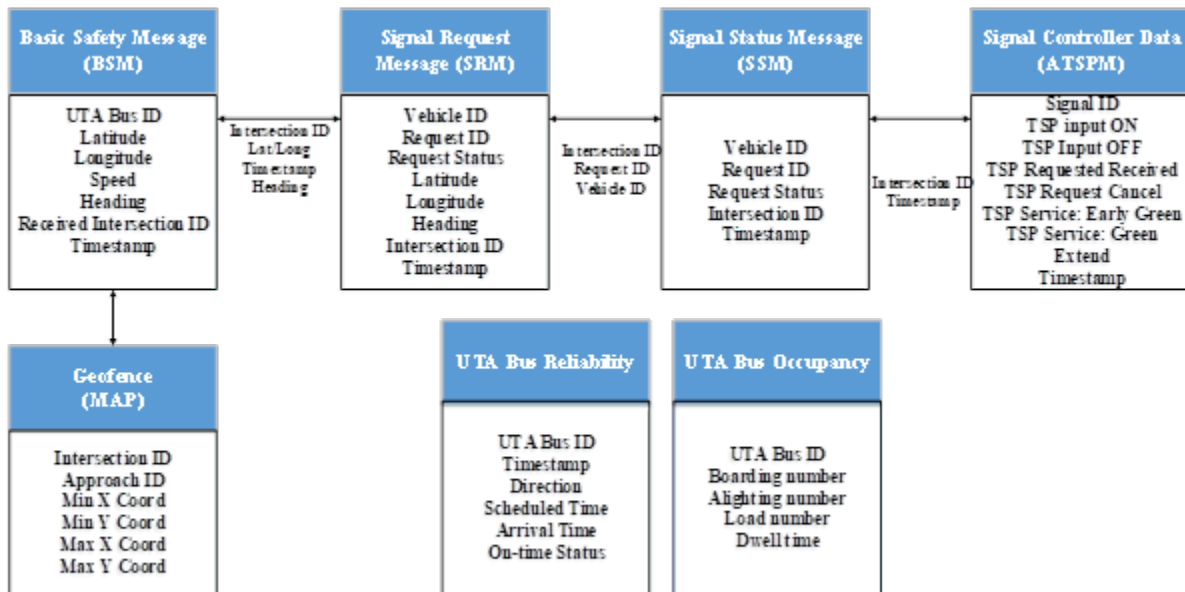 Basic Safety Message
(BSM)
UTA Bus ID
Latitude
Longitude
Speed
Heading
Received Intersection ID
Timestamp
Intersection ID
Lat/Long
Timestamp
Heading
Signal Request
Message (SRM)
Vehicle ID
Request ID
Request Status
Latitude
Longitude
Heading
Intersection ID
Timestamp
Intersection ID
Request ID
Vehicle ID
Signal Status Message
(SSM)
Vehicle ID
Request ID
Request Status
Intersection ID
Timestamp
Intersection ID
Timestamp
Signal Controller Data
(ATSPM)
Signal ID
TSP input ON
TSP Input OFF
TSP Requested Received
TSP Request Cancel
TSP Service: Early Green
TSP Service: Green
Extend
Timestamp
Geofence
(MAP)
Intersection ID
Approach ID
Min X Coord
Min Y Coord
Max X Coord
Max Y Coord
UTA Bus Reliability
UTA Bus ID
Timestamp
Direction
Scheduled Time
Arrival Time
On-time Status
UTA Bus Occupancy
UTA Bus ID
Boarding number
Alighting number
Load number
Dwell time